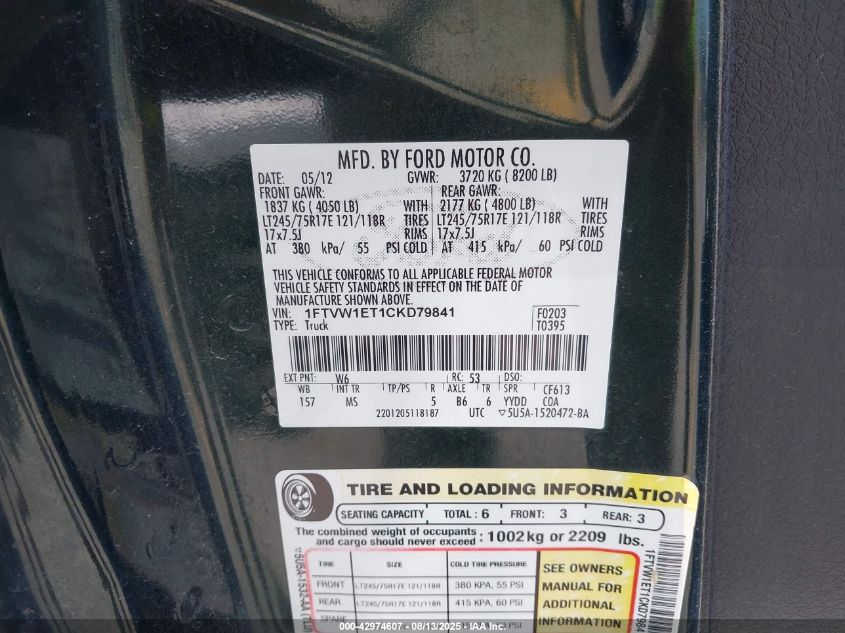 MFD. BY FORD MOTOR CO.
DATE: 05/12 GVWR: 3720 KG ( 8200 LB)
FRONT GAWR: REAR GAWR:
1837 KG ( 4050 LB) WITH 2177 KG ( 4800 LB) WITH
LT245/75R17E 121/118R TIRES LT245/75R17E 121/118R TIRES
17x7.5J RIMS 17x7.5J RIMS
AT 380 kPa/ 55 PSI COLD AT 415 kPa/ 60 PSI COLD
THIS VEHICLE CONFORMS TO ALL APPLICABLE FEDERAL MOTOR
VEHICLE SAFETY STANDARDS IN EFFECT ON THE DATE OF
MANUFACTURE SHOWN ABOVE.
VIN: 1FTVW1ET1CKD79841 F0203
TYPE: Truck T0395
EXT PNT: W6 RC: 53 DSO:
WB INT TR TP/PS R AXLE TR SPR CF613
157 MS 5 B6 6 YYDD COA
2201205118187 UTC ▽5U5A-1520472-BA
TIRE AND LOADING INFORMATION
SEATING CAPACITY TOTAL : 6 FRONT: 3 REAR: 3
The combined weight of occupants
and cargo should never exceed : 1002 kg or 2209 lbs.
TIRE SIZE COLD TIRE PRESSURE
FRONT LT245/75R17E 121/118R 380 KPA, 55 PSI
REAR LT245/75R17E 121/118R 415 KPA, 60 PSI
SPARE
SEE OWNERS
MANUAL FOR
ADDITIONAL
INFORMATION
1FTVW1ET1CKD7984
000-42974607 - 08/13/2025 - IAA Inc.